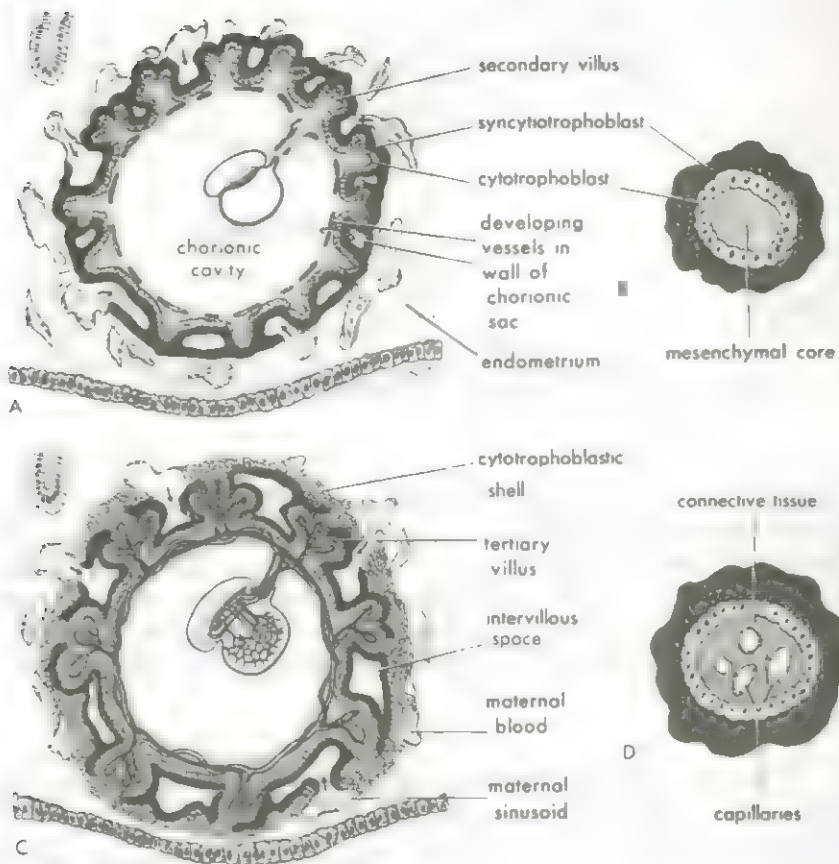 secondary villus
syncytiotrophoblast
cytotrophoblast
developing
vessels in
wall of
chorionic
sac
endometrium
chorionic
cavity
mesenchymal core
A
cytotrophoblastic
shell
tertiary
villus
intervillous
space
maternal
blood
maternal
sinusoid
C
connective tissue
D
capillaries